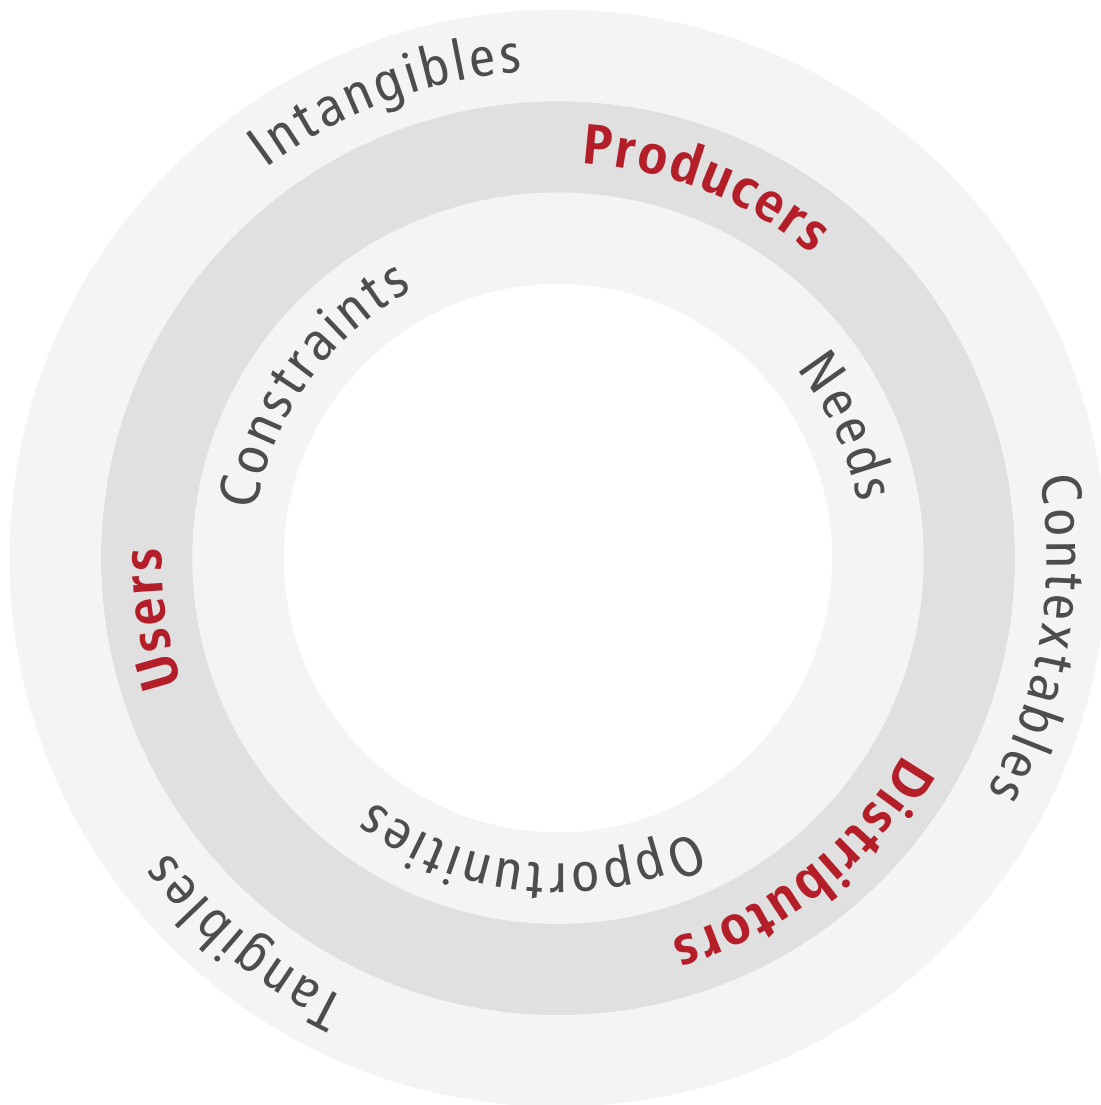 Intangibles
Contextables
Tangibles
Producers
Distributors
Users
Constraints
Needs
Opportunities